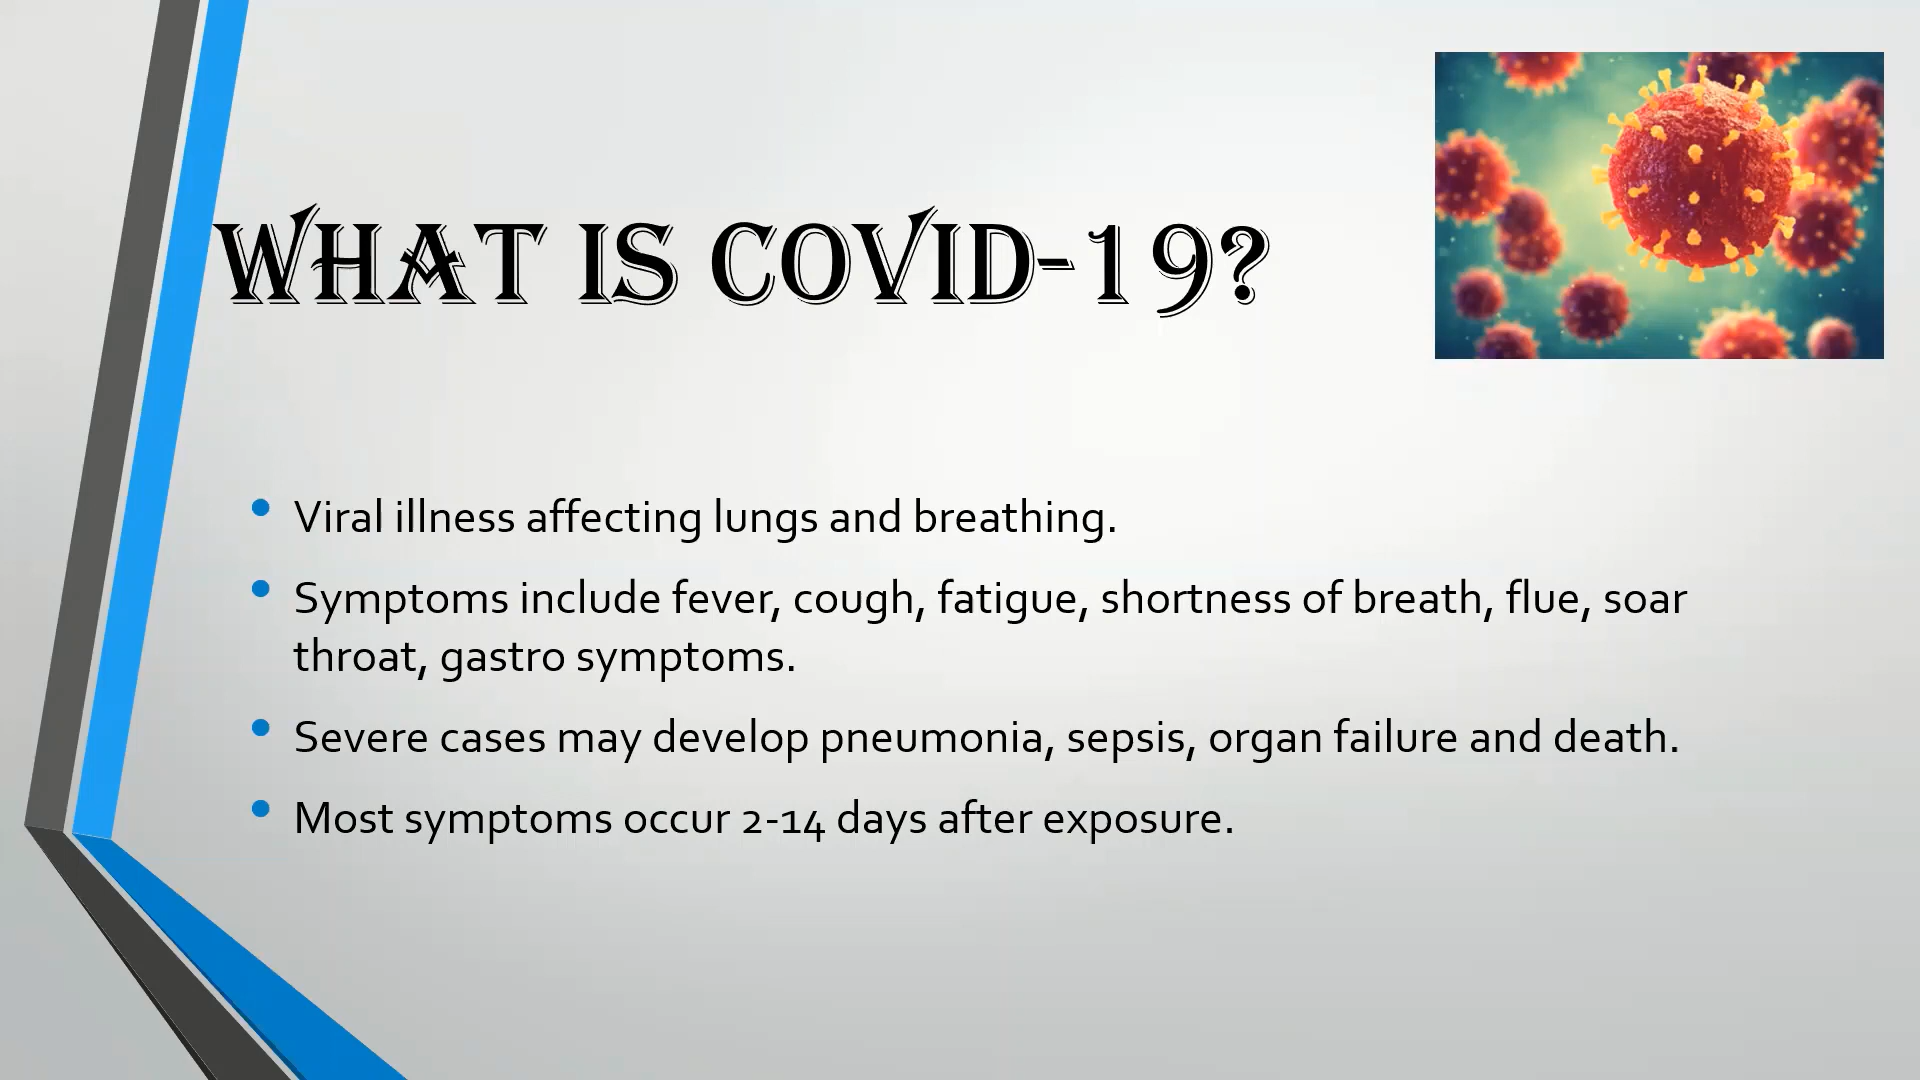 WHAT IS COVID-19?
• Viral illness affecting lungs and breathing.
• Symptoms include fever, cough, fatigue, shortness of breath, flue, soar
throat, gastro symptoms.
• Severe cases may develop pneumonia, sepsis, organ failure and death.
• Most symptoms occur 2-14 days after exposure.